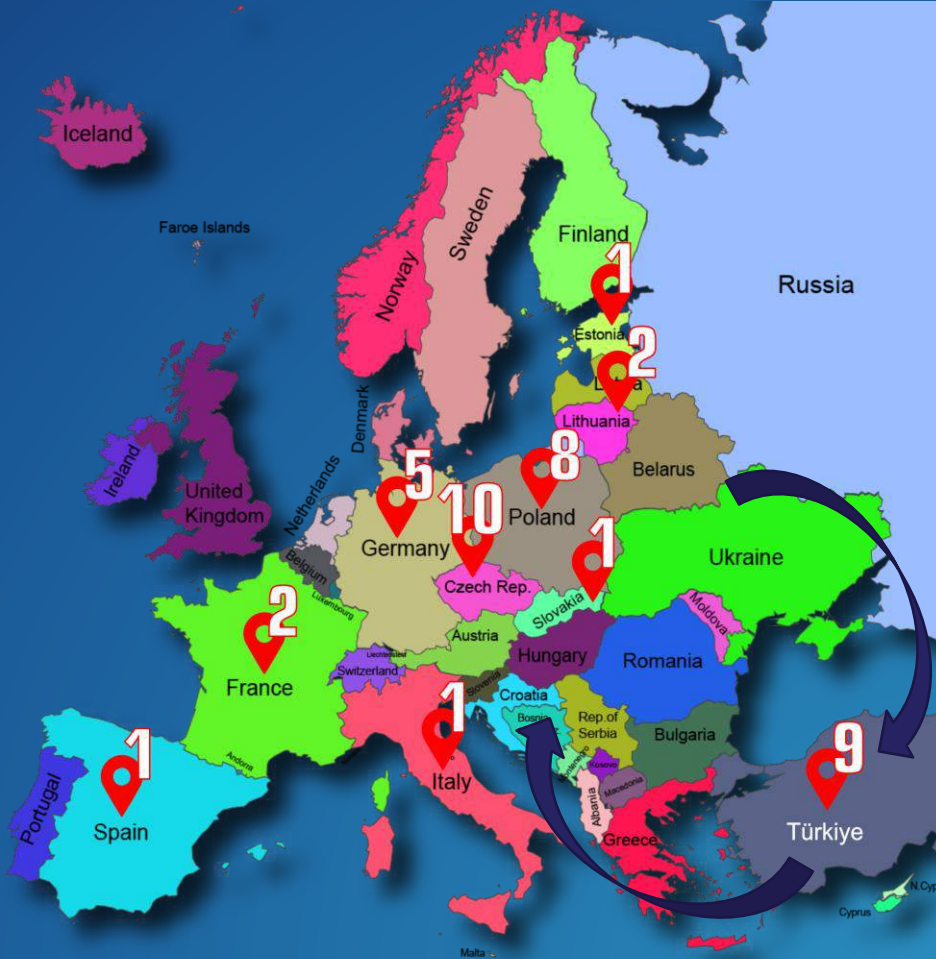 Iceland
Faroe Islands
Sweden
Finland
Norway
Russia
1
Estonia
2
Lithuania
Denmark
Belarus
Ireland
United
Kingdom
Netherlands
5
8
10
Poland
Germany
1
Ukraine
Belgium
Czech Rep.
Luxembourg
Slovakia
Moldova
2
Austria
Hungary
Liechtenstein
Switzerland
Romania
France
Slovenia
Croatia
1
Bosnia
Rep.of
Serbia
Bulgaria
1
9
Andorra
Kosovo
Italy
Macedonia
Portugal
Spain
Albania
Greece
Türkiye
N.Cyp
Cyprus
Malta